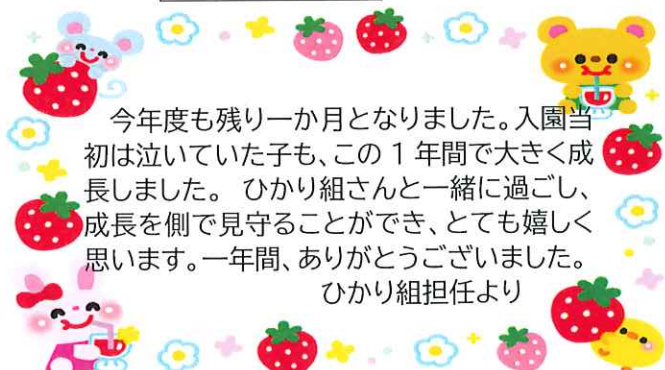 今年度も残り一か月となりました。入園当
初は泣いていた子も、この1年間で大きく成
長しました。 ひかり組さんと一緒に過ごし、
成長を側で見守ることができ、とても嬉しく
思います。一年間、ありがとうございました。
ひかり組担任より